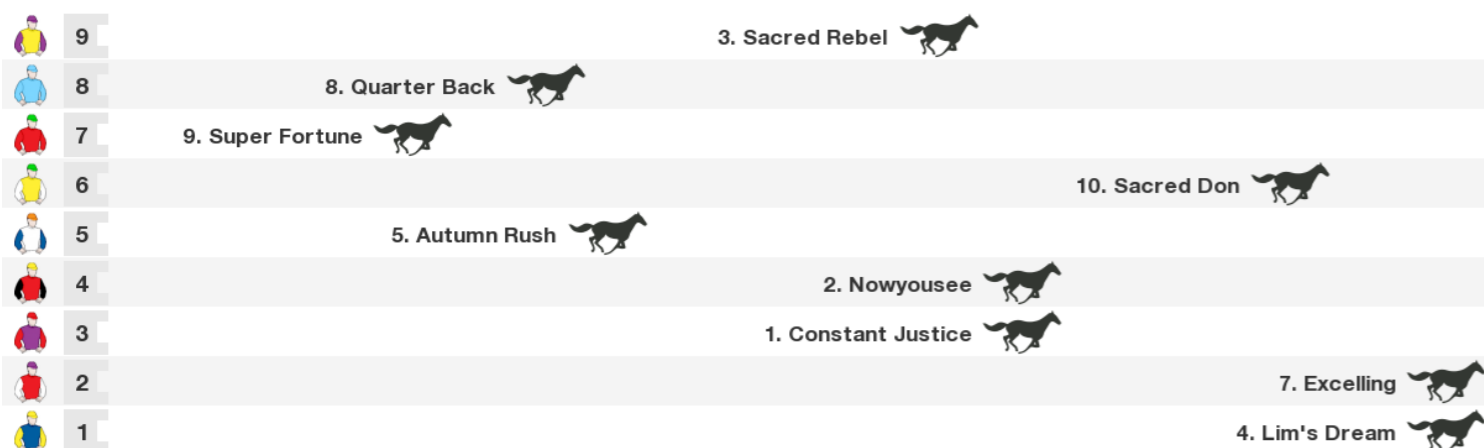 9 3. Sacred Rebel
8 8. Quarter Back
7 9. Super Fortune
6 10. Sacred Don
5 5. Autumn Rush
4 2. Nowyousee
3 1. Constant Justice
2 7. Excelling
1 4. Lim's Dream